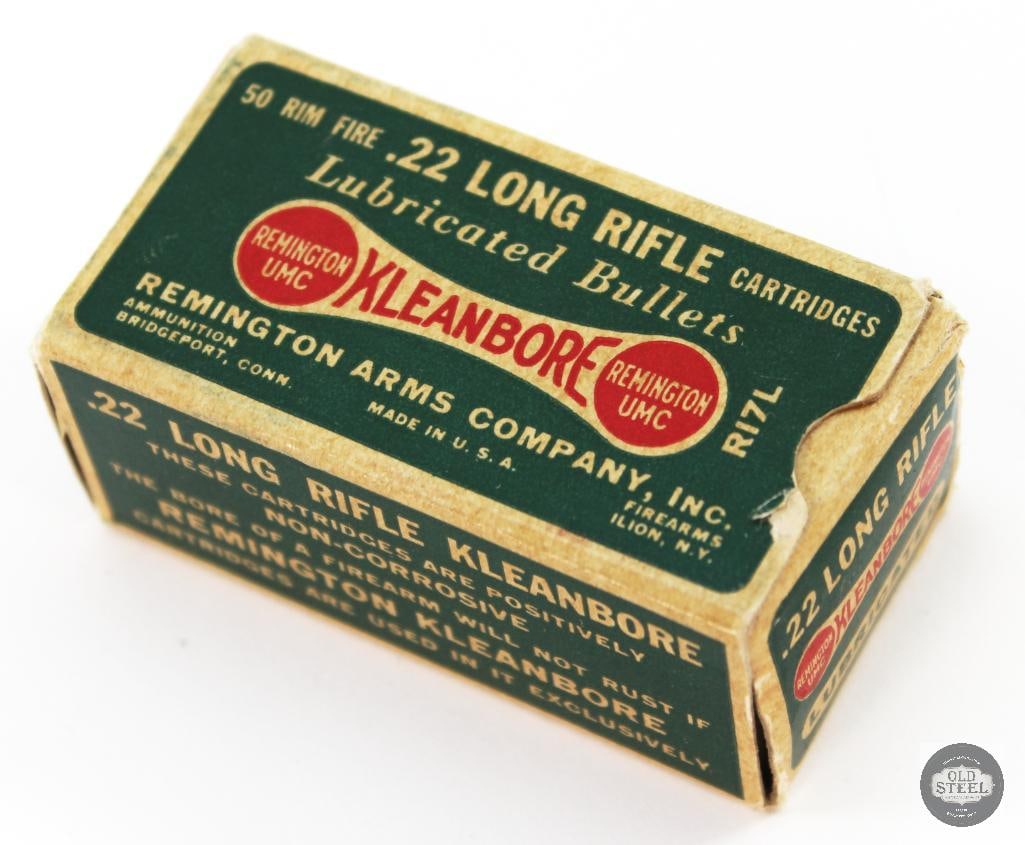 50 RIM FIRE .22 LONG RIFLE CARTRIDGES
Lubricated Bullets
REMINGTON
UMC
KLEANBORE
REMINGTON
UMC
R17L
REMINGTON ARMS COMPANY, INC.
AMMUNITION
BRIDGEPORT, CONN.
MADE IN U. S. A.
FIREARMS
ILION, N.Y.
.22 LONG RIFLE KLEANBORE
THESE CARTRIDGES ARE POSITIVELY
NON-CORROSIVE
THE BORE OF A FIREARM WILL NOT RUST IF
REMINGTON KLEANBORE
CARTRIDGES ARE USED IN IT EXCLUSIVELY
.22 LONG RIFLE
REMINGTON
UMC
KLEANBORE
LUBRICATED
OLD
STEEL